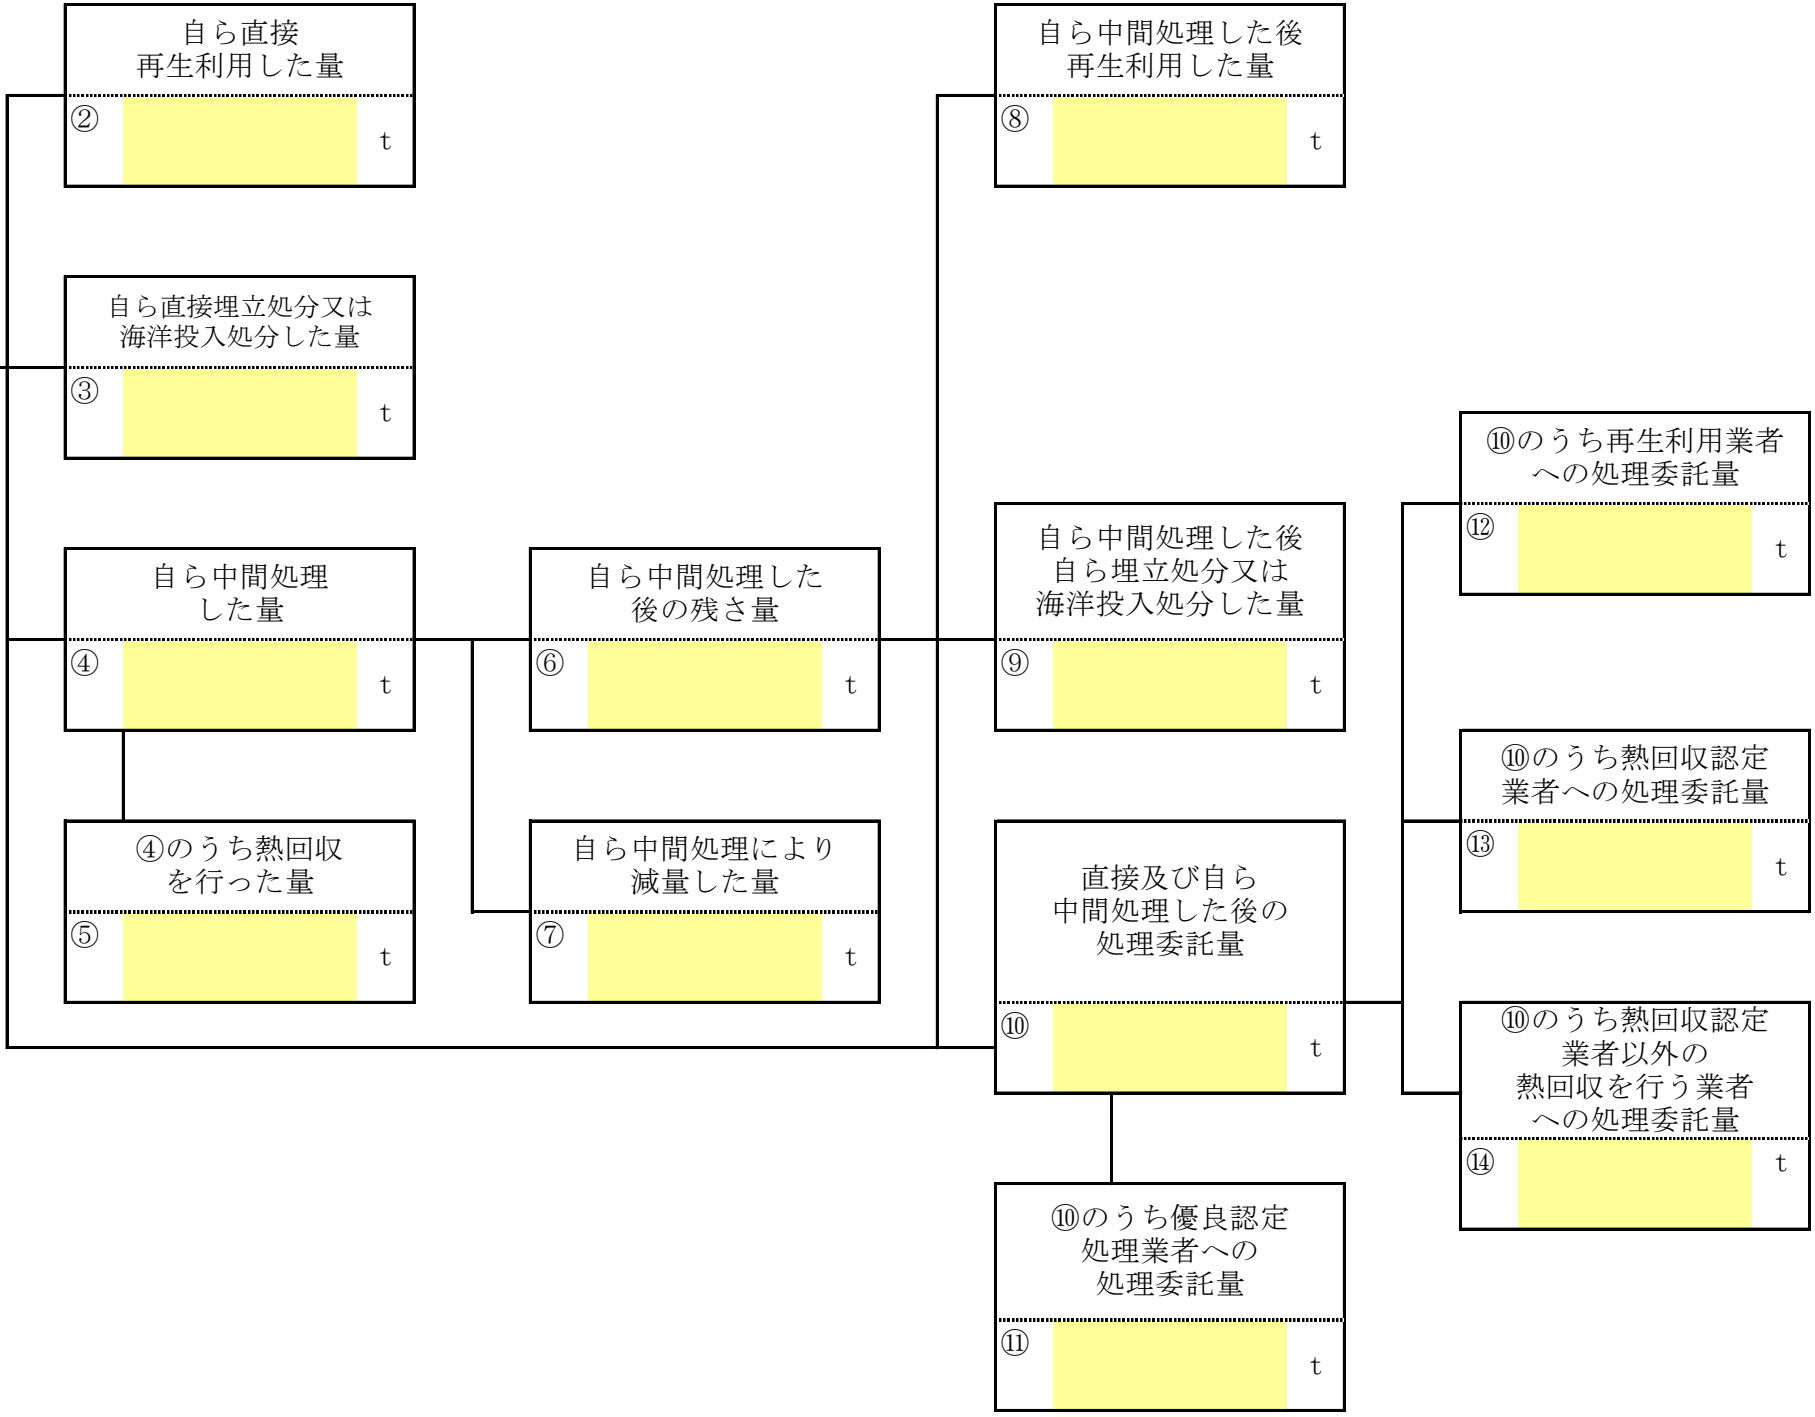 自ら直接
再生利用した量
②
t
自ら直接埋立処分又は
海洋投入処分した量
③
t
自ら中間処理
した量
④
t
④のうち熱回収
を行った量
⑤
t
自ら中間処理した
後の残さ量
⑥
t
自ら中間処理により
減量した量
⑦
t
自ら中間処理した後
再生利用した量
⑧
t
自ら中間処理した後
自ら埋立処分又は
海洋投入処分した量
⑨
t
直接及び自ら
中間処理した後の
処理委託量
⑩
t
⑩のうち優良認定
処理業者への
処理委託量
⑪
t
⑩のうち再生利用業者
への処理委託量
⑫
t
⑩のうち熱回収認定
業者への処理委託量
⑬
t
⑩のうち熱回収認定
業者以外の
熱回収を行う業者
への処理委託量
⑭
t